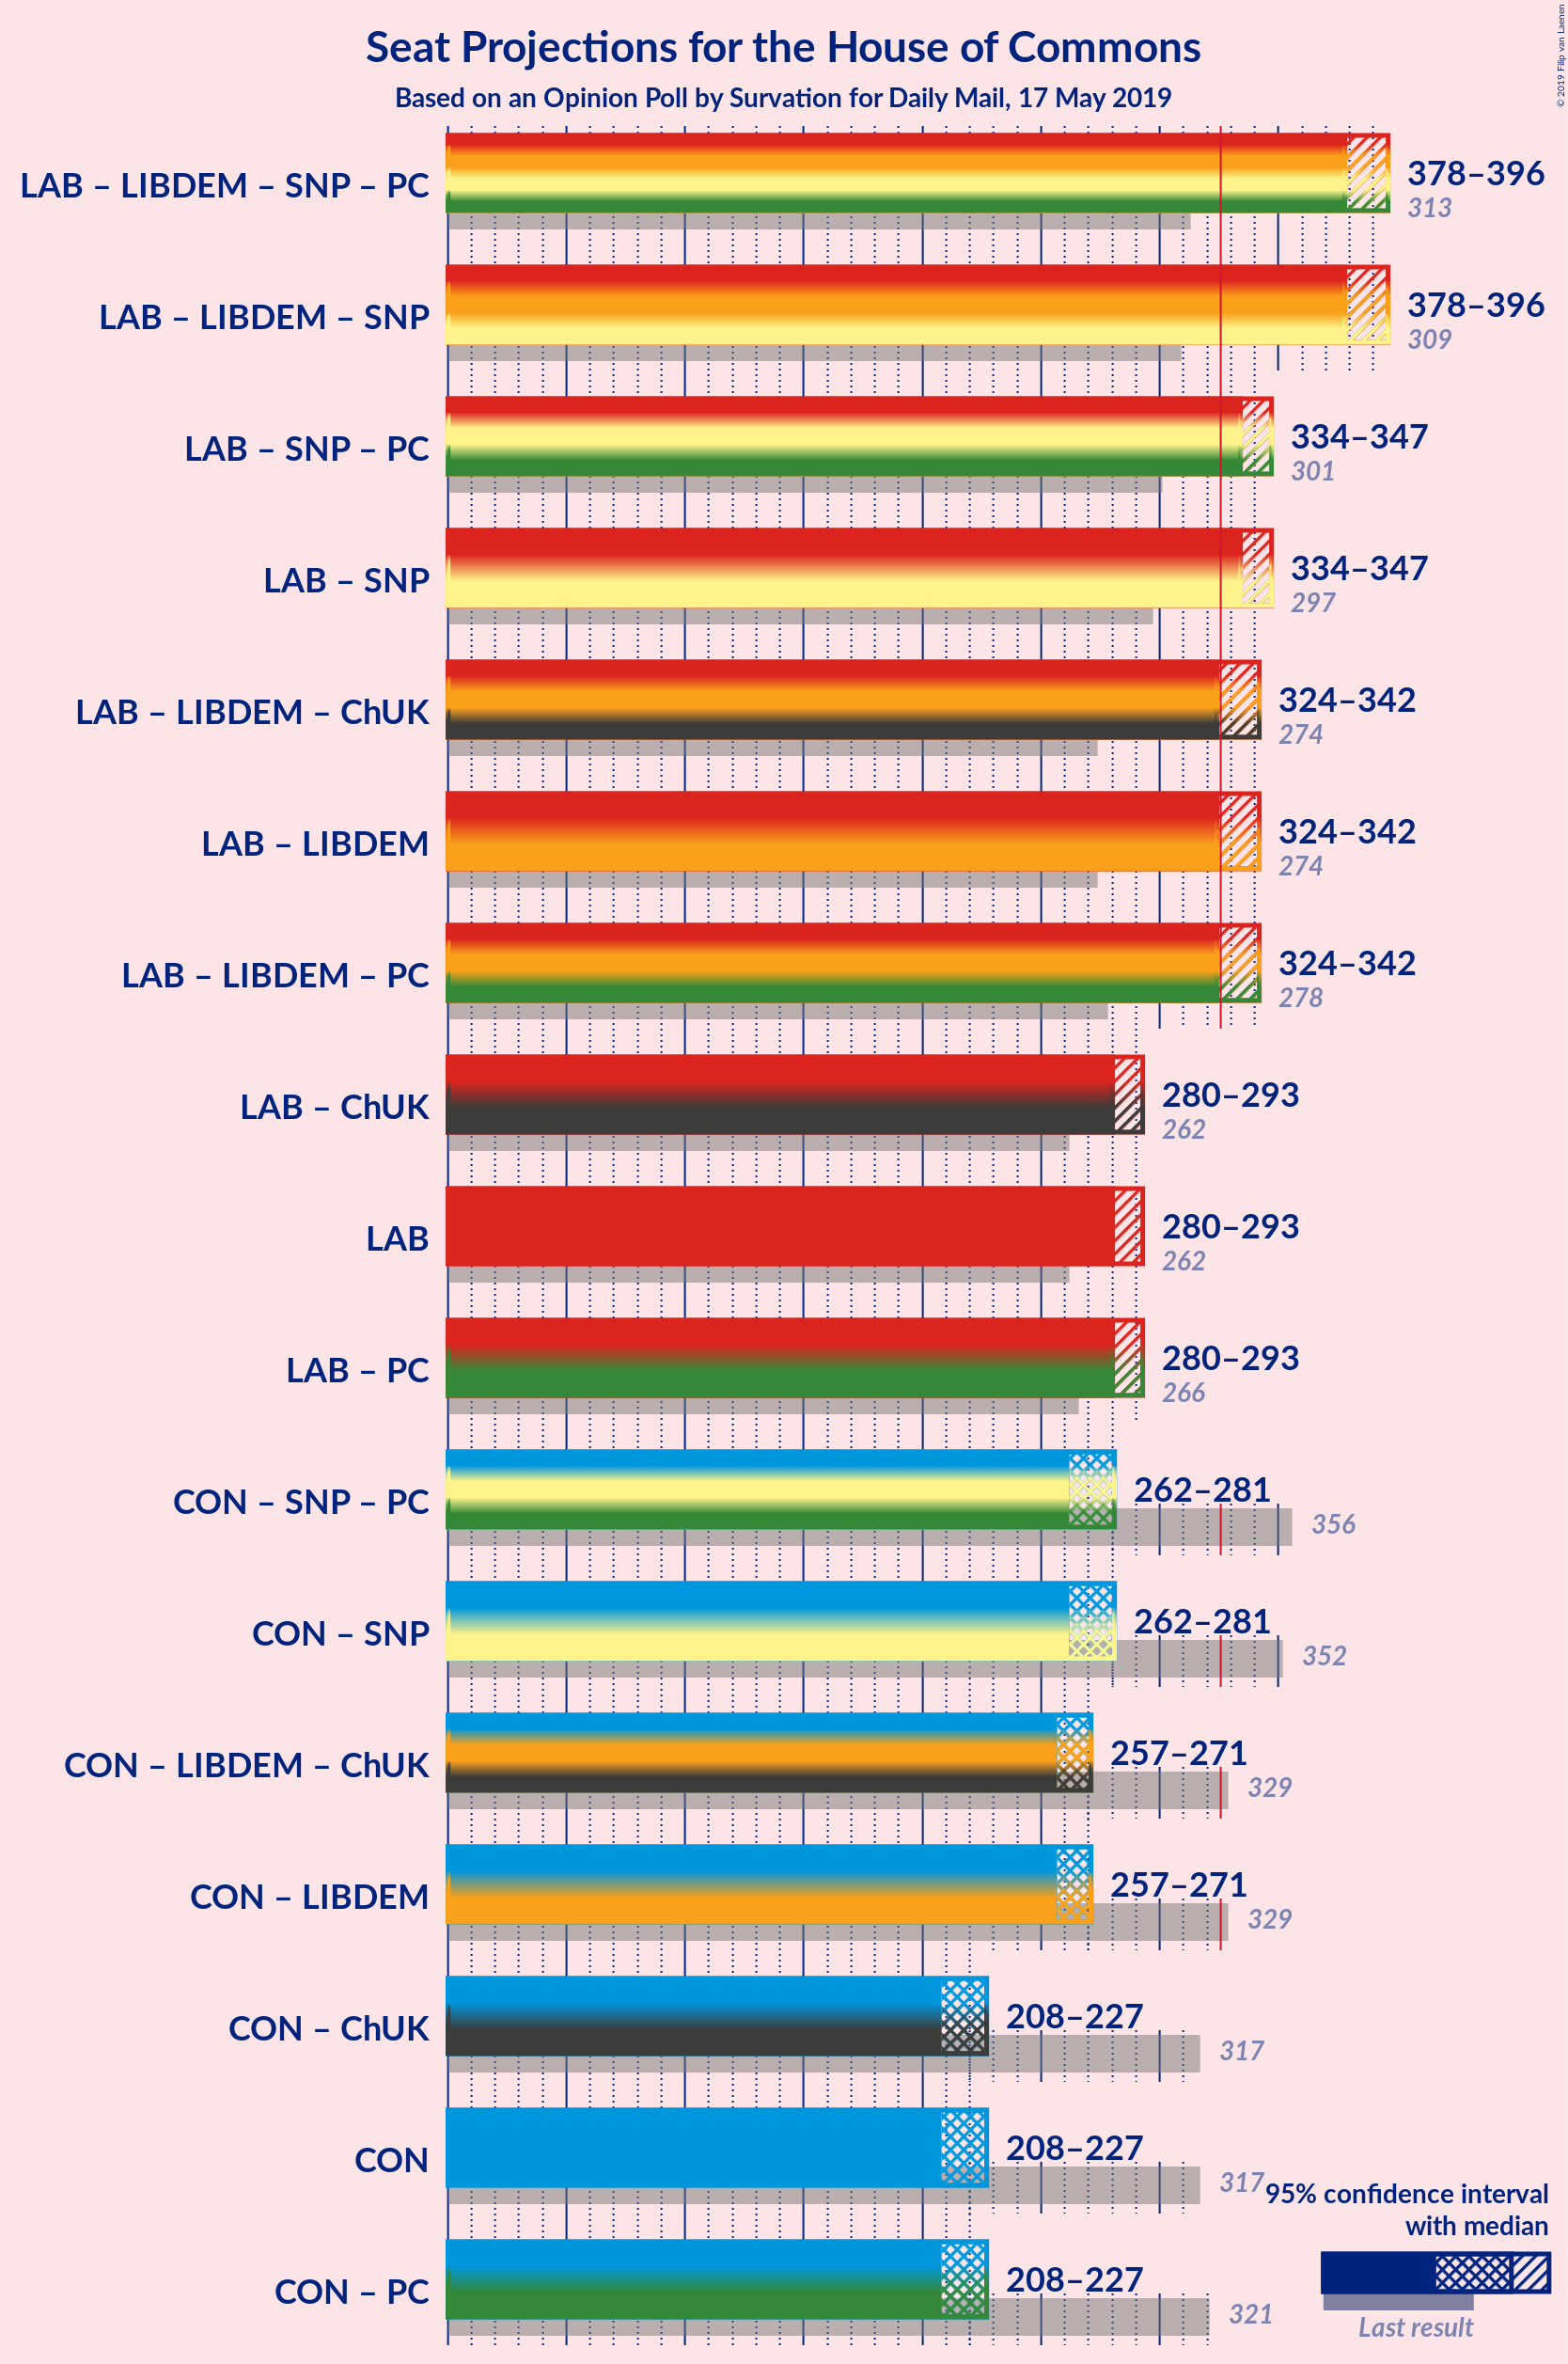 Seat Projections for the House of Commons
Based on an Opinion Poll by Survation for Daily Mail, 17 May 2019
© 2019 Filip van Laenen
LAB – LIBDEM – SNP – PC
378–396
313
LAB – LIBDEM – SNP
378–396
309
LAB – SNP – PC
334–347
301
LAB – SNP
334–347
297
LAB – LIBDEM – ChUK
324–342
274
LAB – LIBDEM
324–342
274
LAB – LIBDEM – PC
324–342
278
LAB – ChUK
280–293
262
LAB
280–293
262
LAB – PC
280–293
266
CON – SNP – PC
262–281
356
CON – SNP
262–281
352
CON – LIBDEM – ChUK
257–271
329
CON – LIBDEM
257–271
329
CON – ChUK
208–227
317
CON
208–227
317
CON – PC
208–227
321
95% confidence interval
with median
Last result